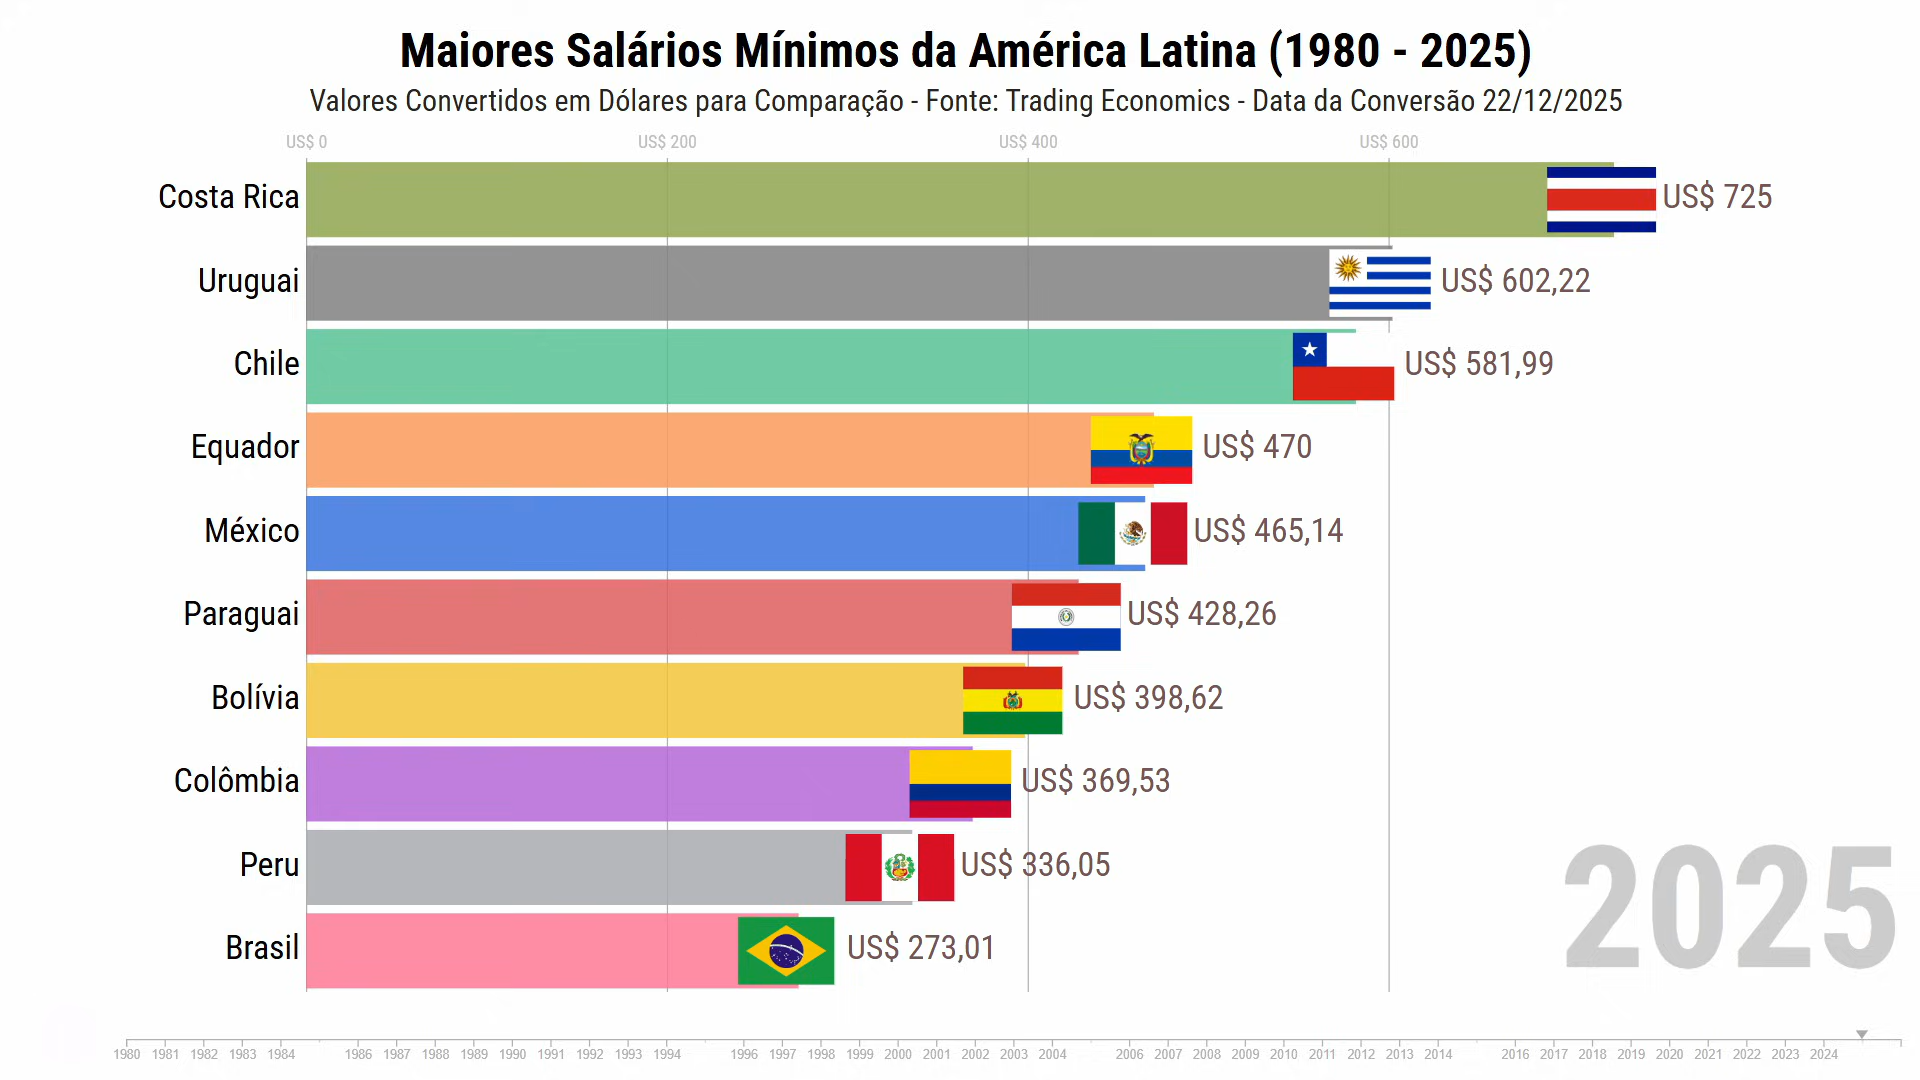 Maiores Salários Mínimos da América Latina (1980 - 2025)
Valores Convertidos em Dólares para Comparação - Fonte: Trading Economics - Data da Conversão 22/12/2025
US$ 0 US$ 200 US$ 400 US$ 600
Costa Rica US$ 725
Uruguai US$ 602,22
Chile US$ 581,99
Equador US$ 470
México US$ 465,14
Paraguai US$ 428,26
Bolívia US$ 398,62
Colômbia US$ 369,53
Peru US$ 336,05
Brasil US$ 273,01
2025
1980 1981 1982 1983 1984 1986 1987 1988 1989 1990 1991 1992 1993 1994 1996 1997 1998 1999 2000 2001 2002 2003 2004 2006 2007 2008 2009 2010 2011 2012 2013 2014 2016 2017 2018 2019 2020 2021 2022 2023 2024